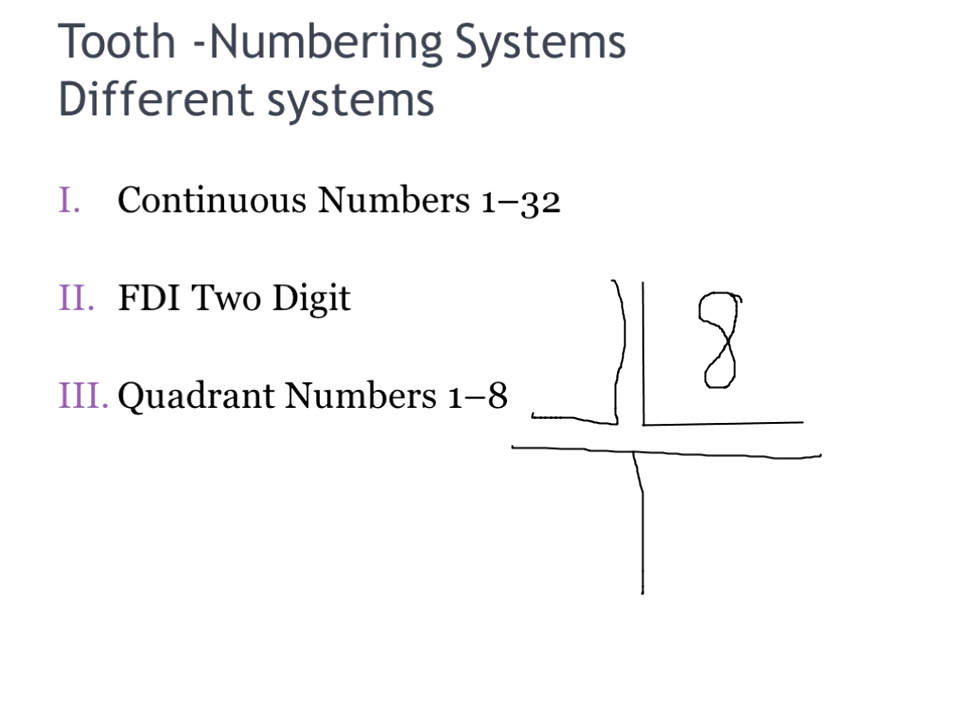 Tooth -Numbering Systems
Different systems
I. Continuous Numbers 1–32
II. FDI Two Digit
III. Quadrant Numbers 1–8
8